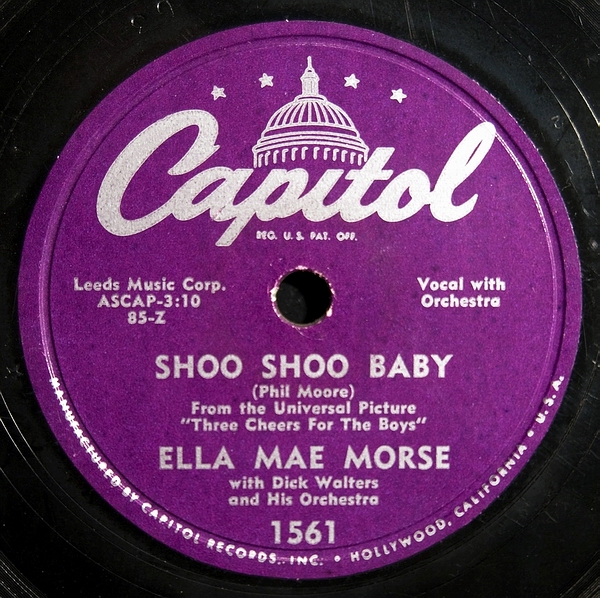 Capitol
REG. U.S. PAT. OFF.
Leeds Music Corp.
ASCAP-3:10
85-Z
Vocal with
Orchestra
SHOO SHOO BABY
(Phil Moore)
From the Universal Picture
"Three Cheers For The Boys"
ELLA MAE MORSE
with Dick Walters
and His Orchestra
1561
MANUFACTURED BY CAPITOL RECORDS, INC. • HOLLYWOOD, CALIFORNIA • U.S.A.